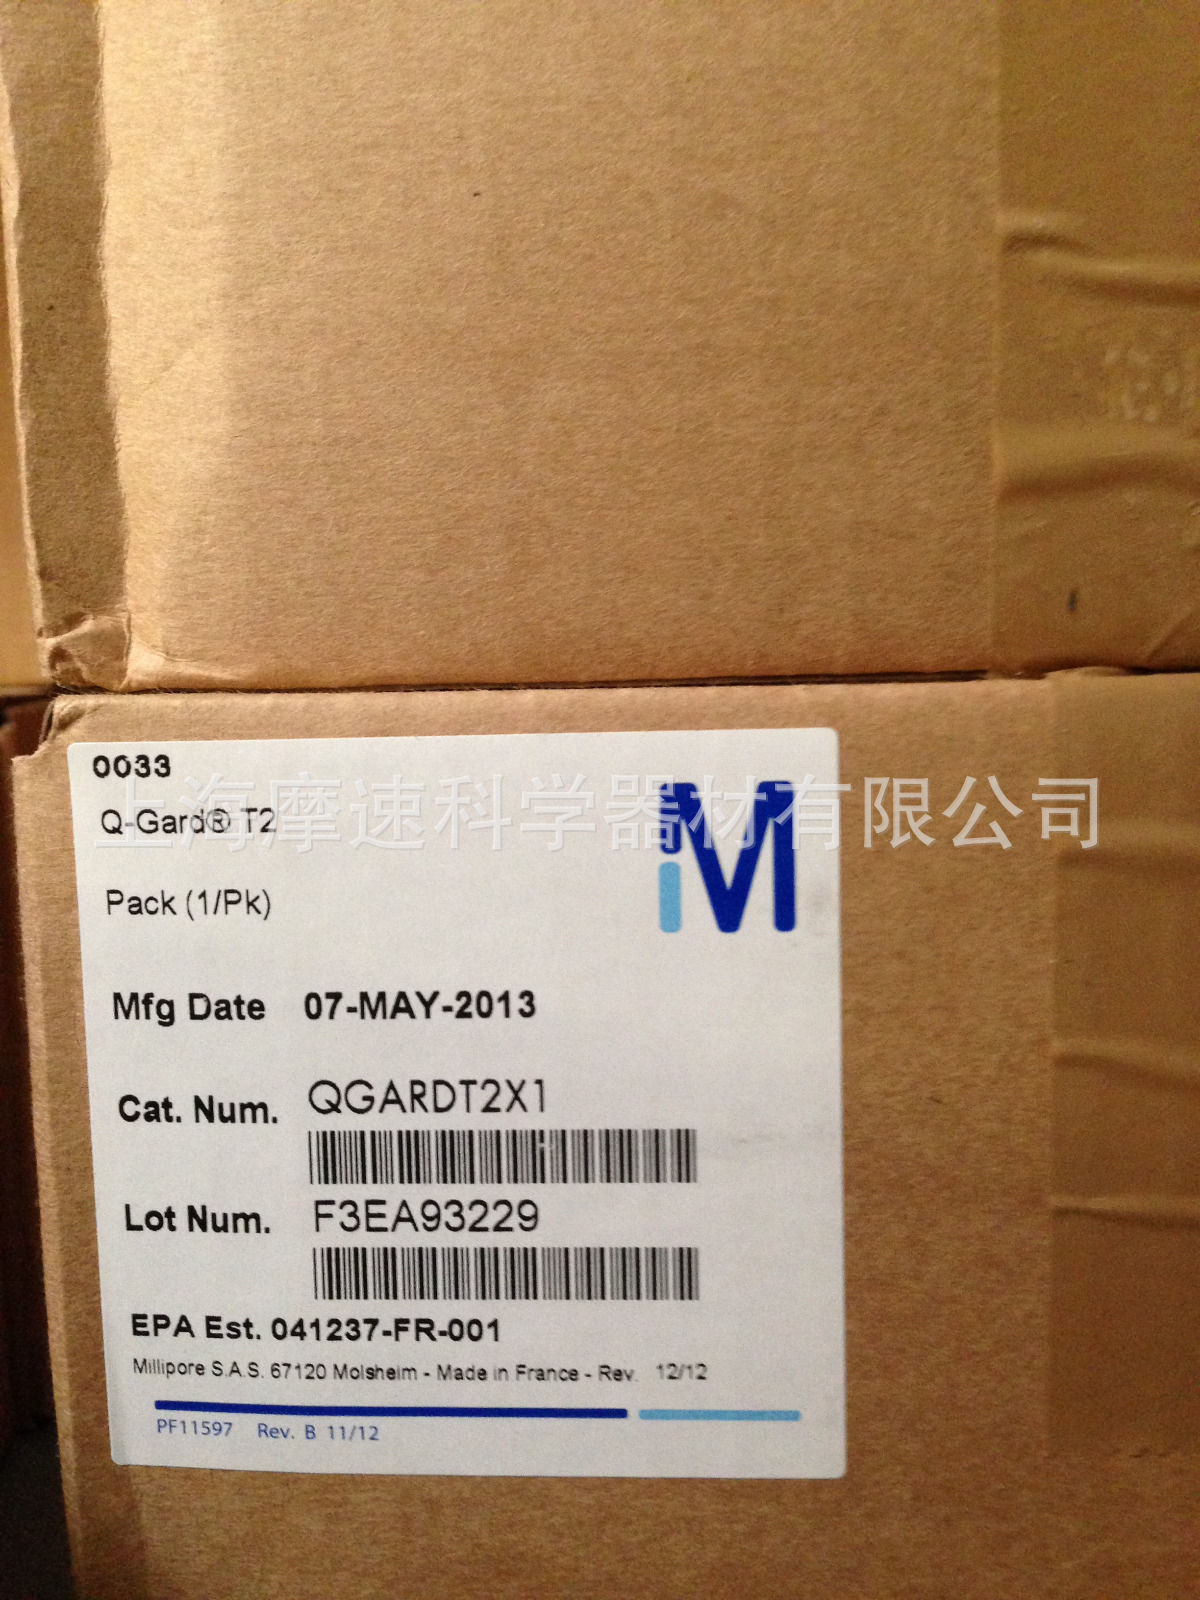 0033
上海摩速科学器材有限公司
Q-Gard® T2
Pack (1/Pk)
Mfg Date 07-MAY-2013
Cat. Num. QGARDT2X1
Lot Num. F3EA93229
EPA Est. 041237-FR-001
Millipore S.A.S. 67120 Molsheim - Made in France - Rev. 12/12
PF11597 Rev. B 11/12